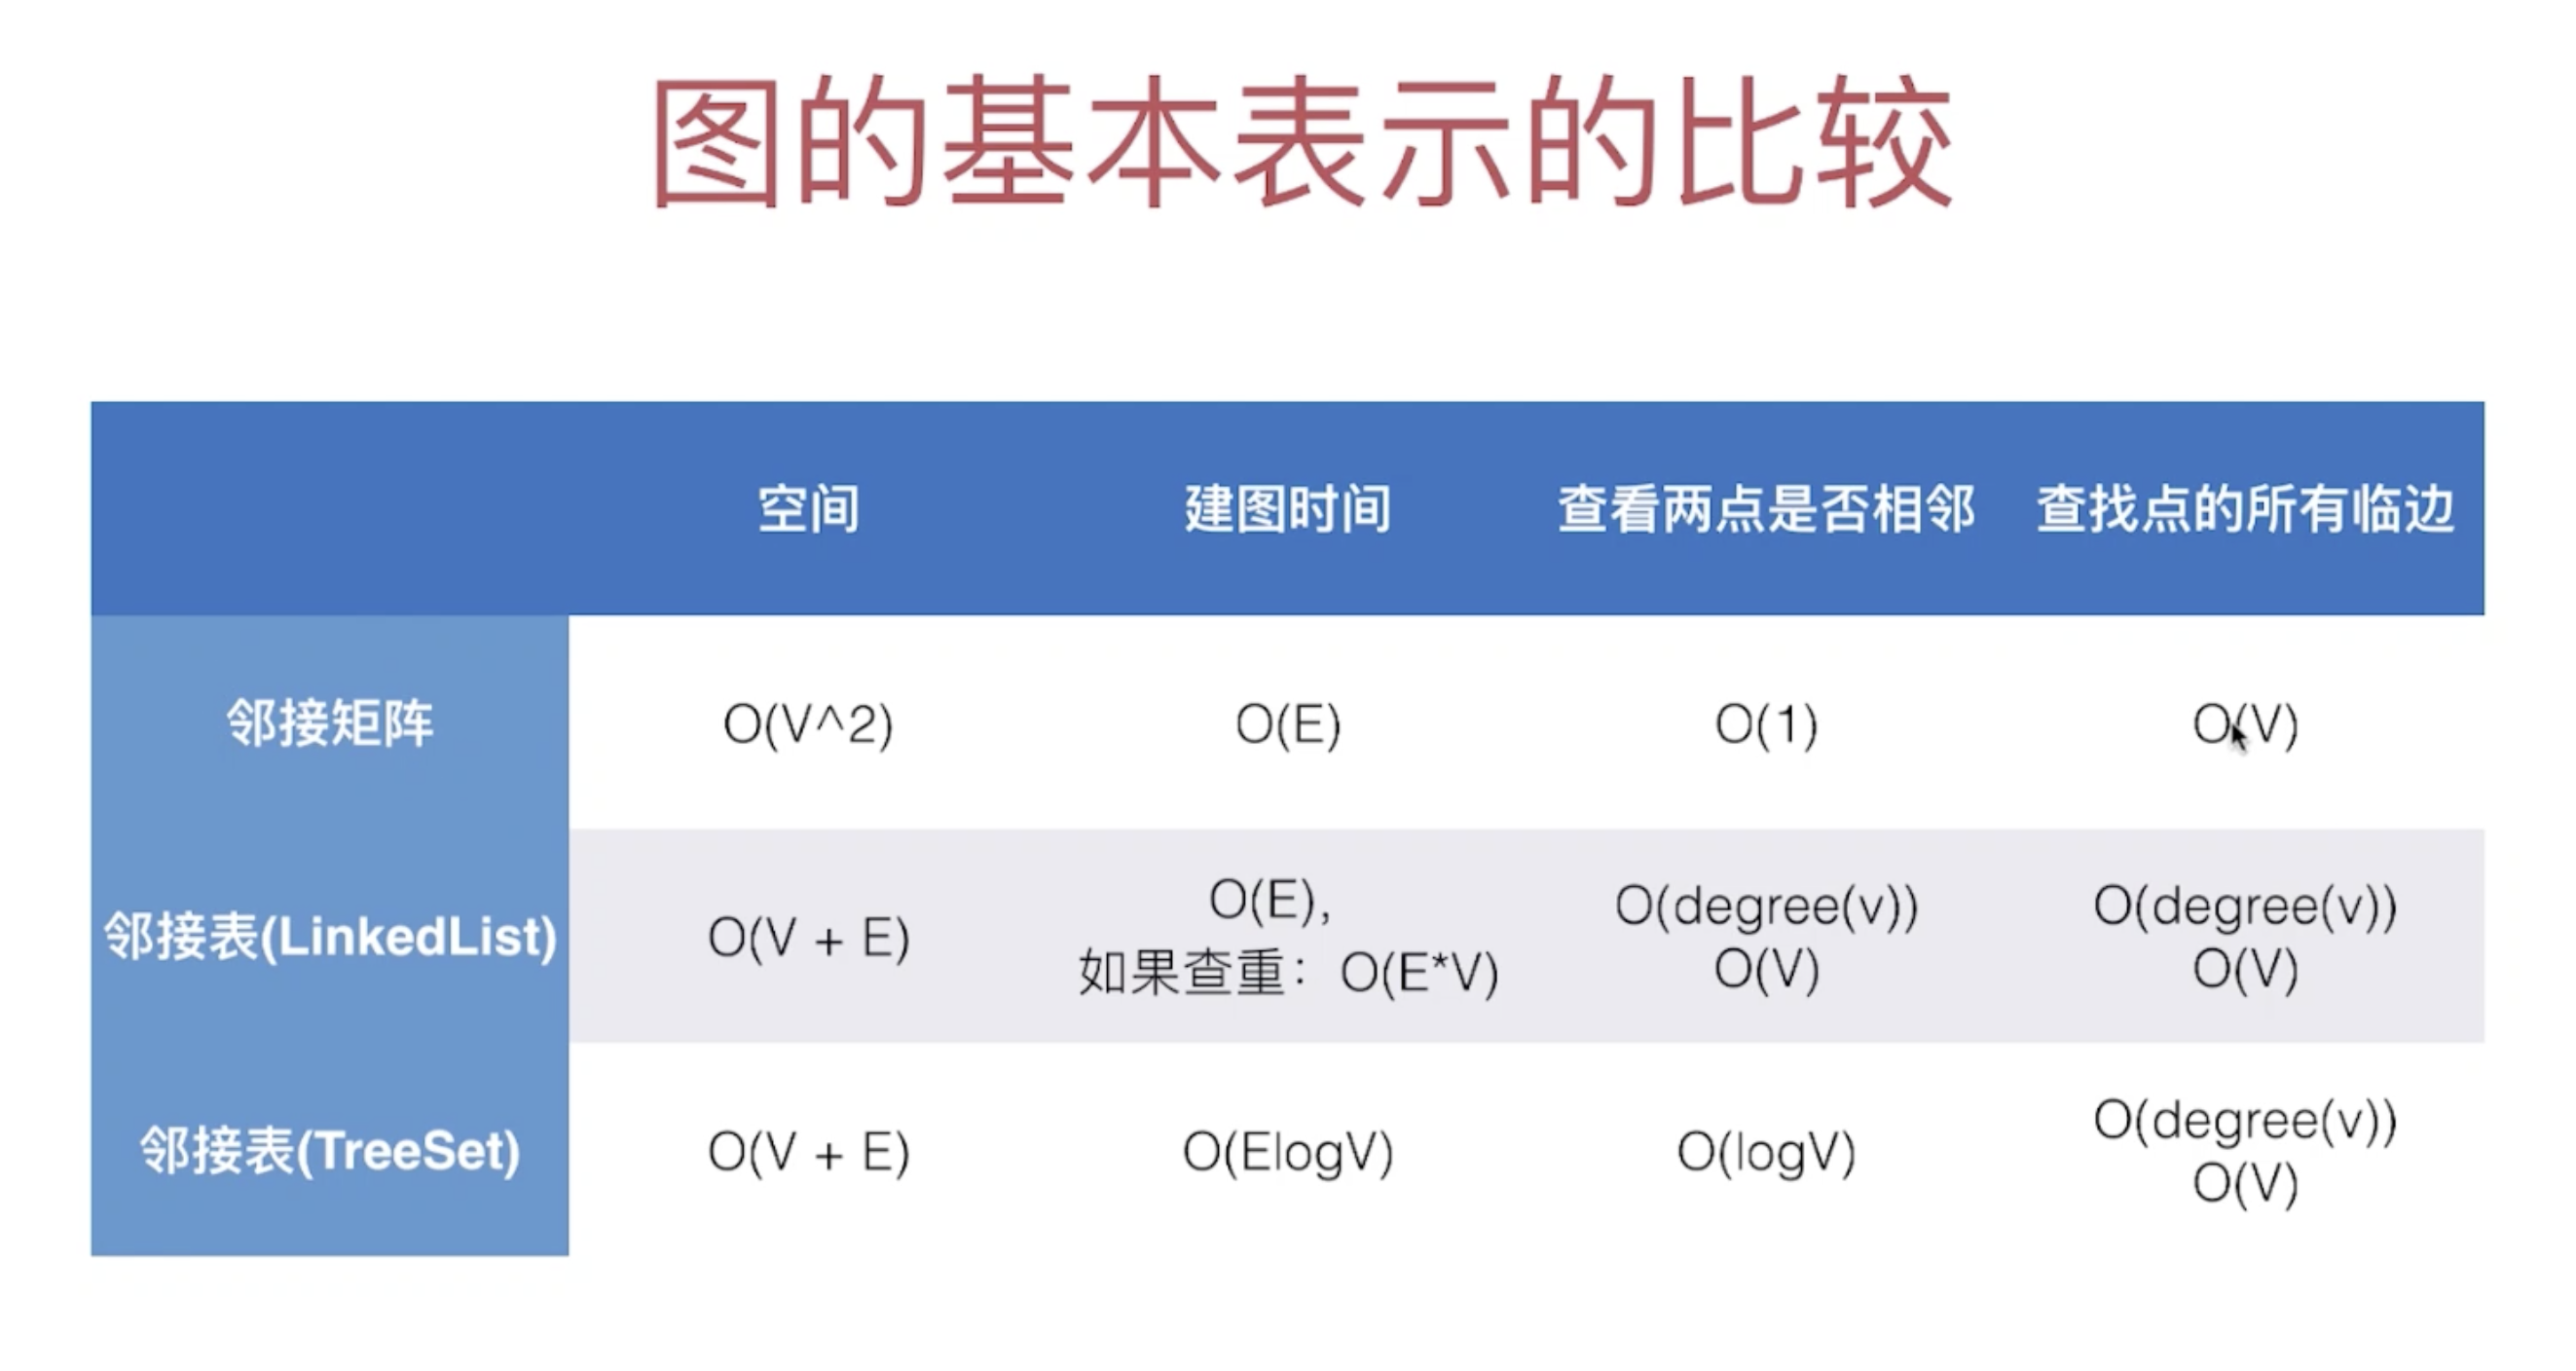 图的基本表示的比较
空间 建图时间 查看两点是否相邻 查找点的所有临边
邻接矩阵 O(V^2) O(E) O(1) O(V)
邻接表(LinkedList) O(V + E) O(E), O(degree(v)) O(degree(v))
如果查重：O(E*V) O(V) O(V)
邻接表(TreeSet) O(V + E) O(ElogV) O(logV) O(degree(v))
O(V)